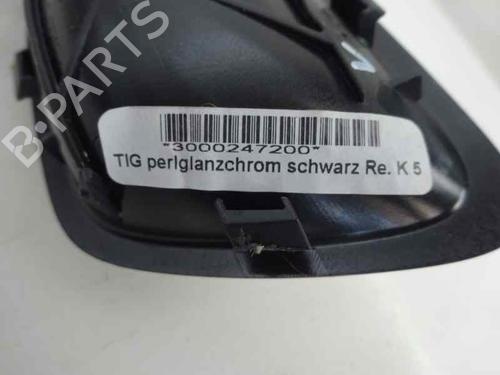 B-PARTS
*3000247200*
TIG perlglanzchrom schwarz Re. K 5